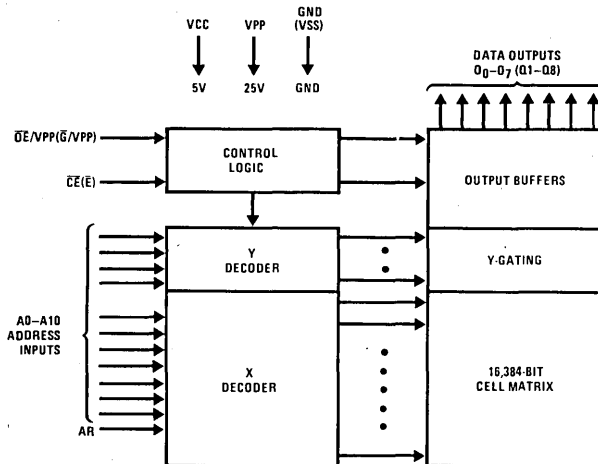 VCC
VPP
GND
(VSS)
5V
25V
GND
DATA OUTPUTS
O0–O7 (Q1–Q8)
OE/VPP(G/VPP)
CE(E)
CONTROL
LOGIC
OUTPUT BUFFERS
Y
DECODER
Y-GATING
A0–A10
ADDRESS
INPUTS
X
DECODER
16,384-BIT
CELL MATRIX
AR